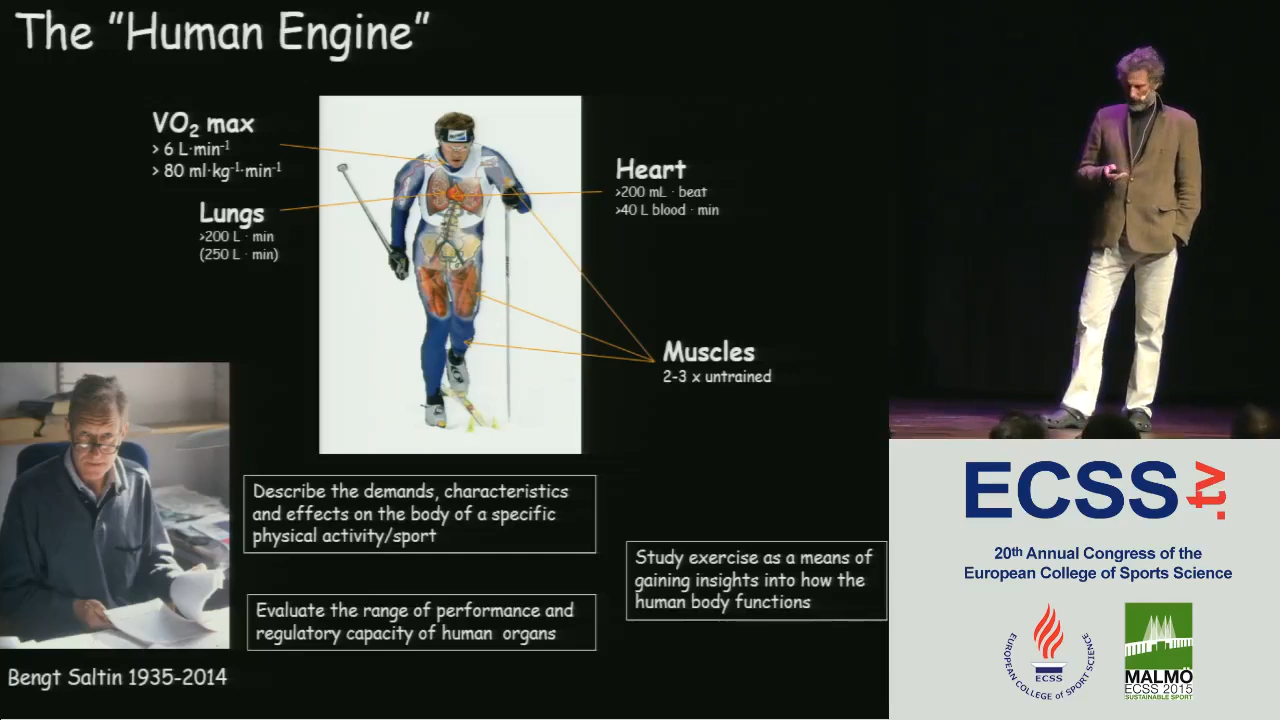 The "Human Engine"
VO2 max
> 6 L·min-1
> 80 ml·kg-1·min-1
Lungs
>200 L · min
(250 L · min)
Heart
>200 mL · beat
>40 L blood · min
Muscles
2-3 x untrained
Describe the demands, characteristics
and effects on the body of a specific
physical activity/sport
Evaluate the range of performance and
regulatory capacity of human organs
Study exercise as a means of
gaining insights into how the
human body functions
Bengt Saltin 1935-2014
ECSS.tv
20th Annual Congress of the
European College of Sports Science
EUROPEAN COLLEGE OF SPORT SCIENCE
ECSS
MALMÖ
ECSS 2015
SUSTAINABLE SPORT